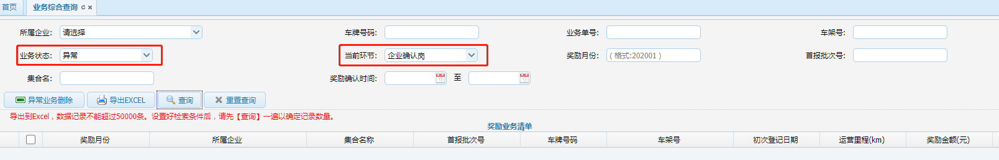 首页 业务综合查询
所属企业: 请选择 车牌号码: 业务单号: 车架号:
业务状态: 异常 当前环节: 企业确认岗 奖励月份: (格式:202001) 首报批次号:
集合名: 奖励确认时间: 至
异常业务删除 导出EXCEL 查询 重置查询
导出到Excel，数据记录不能超过50000条。设置好检索条件后，请先【查询】一遍以确定记录数量。
奖励业务清单
奖励月份 所属企业 集合名称 首报批次号 车牌号码 车架号 初次登记日期 运营里程(km) 奖励金额(元)